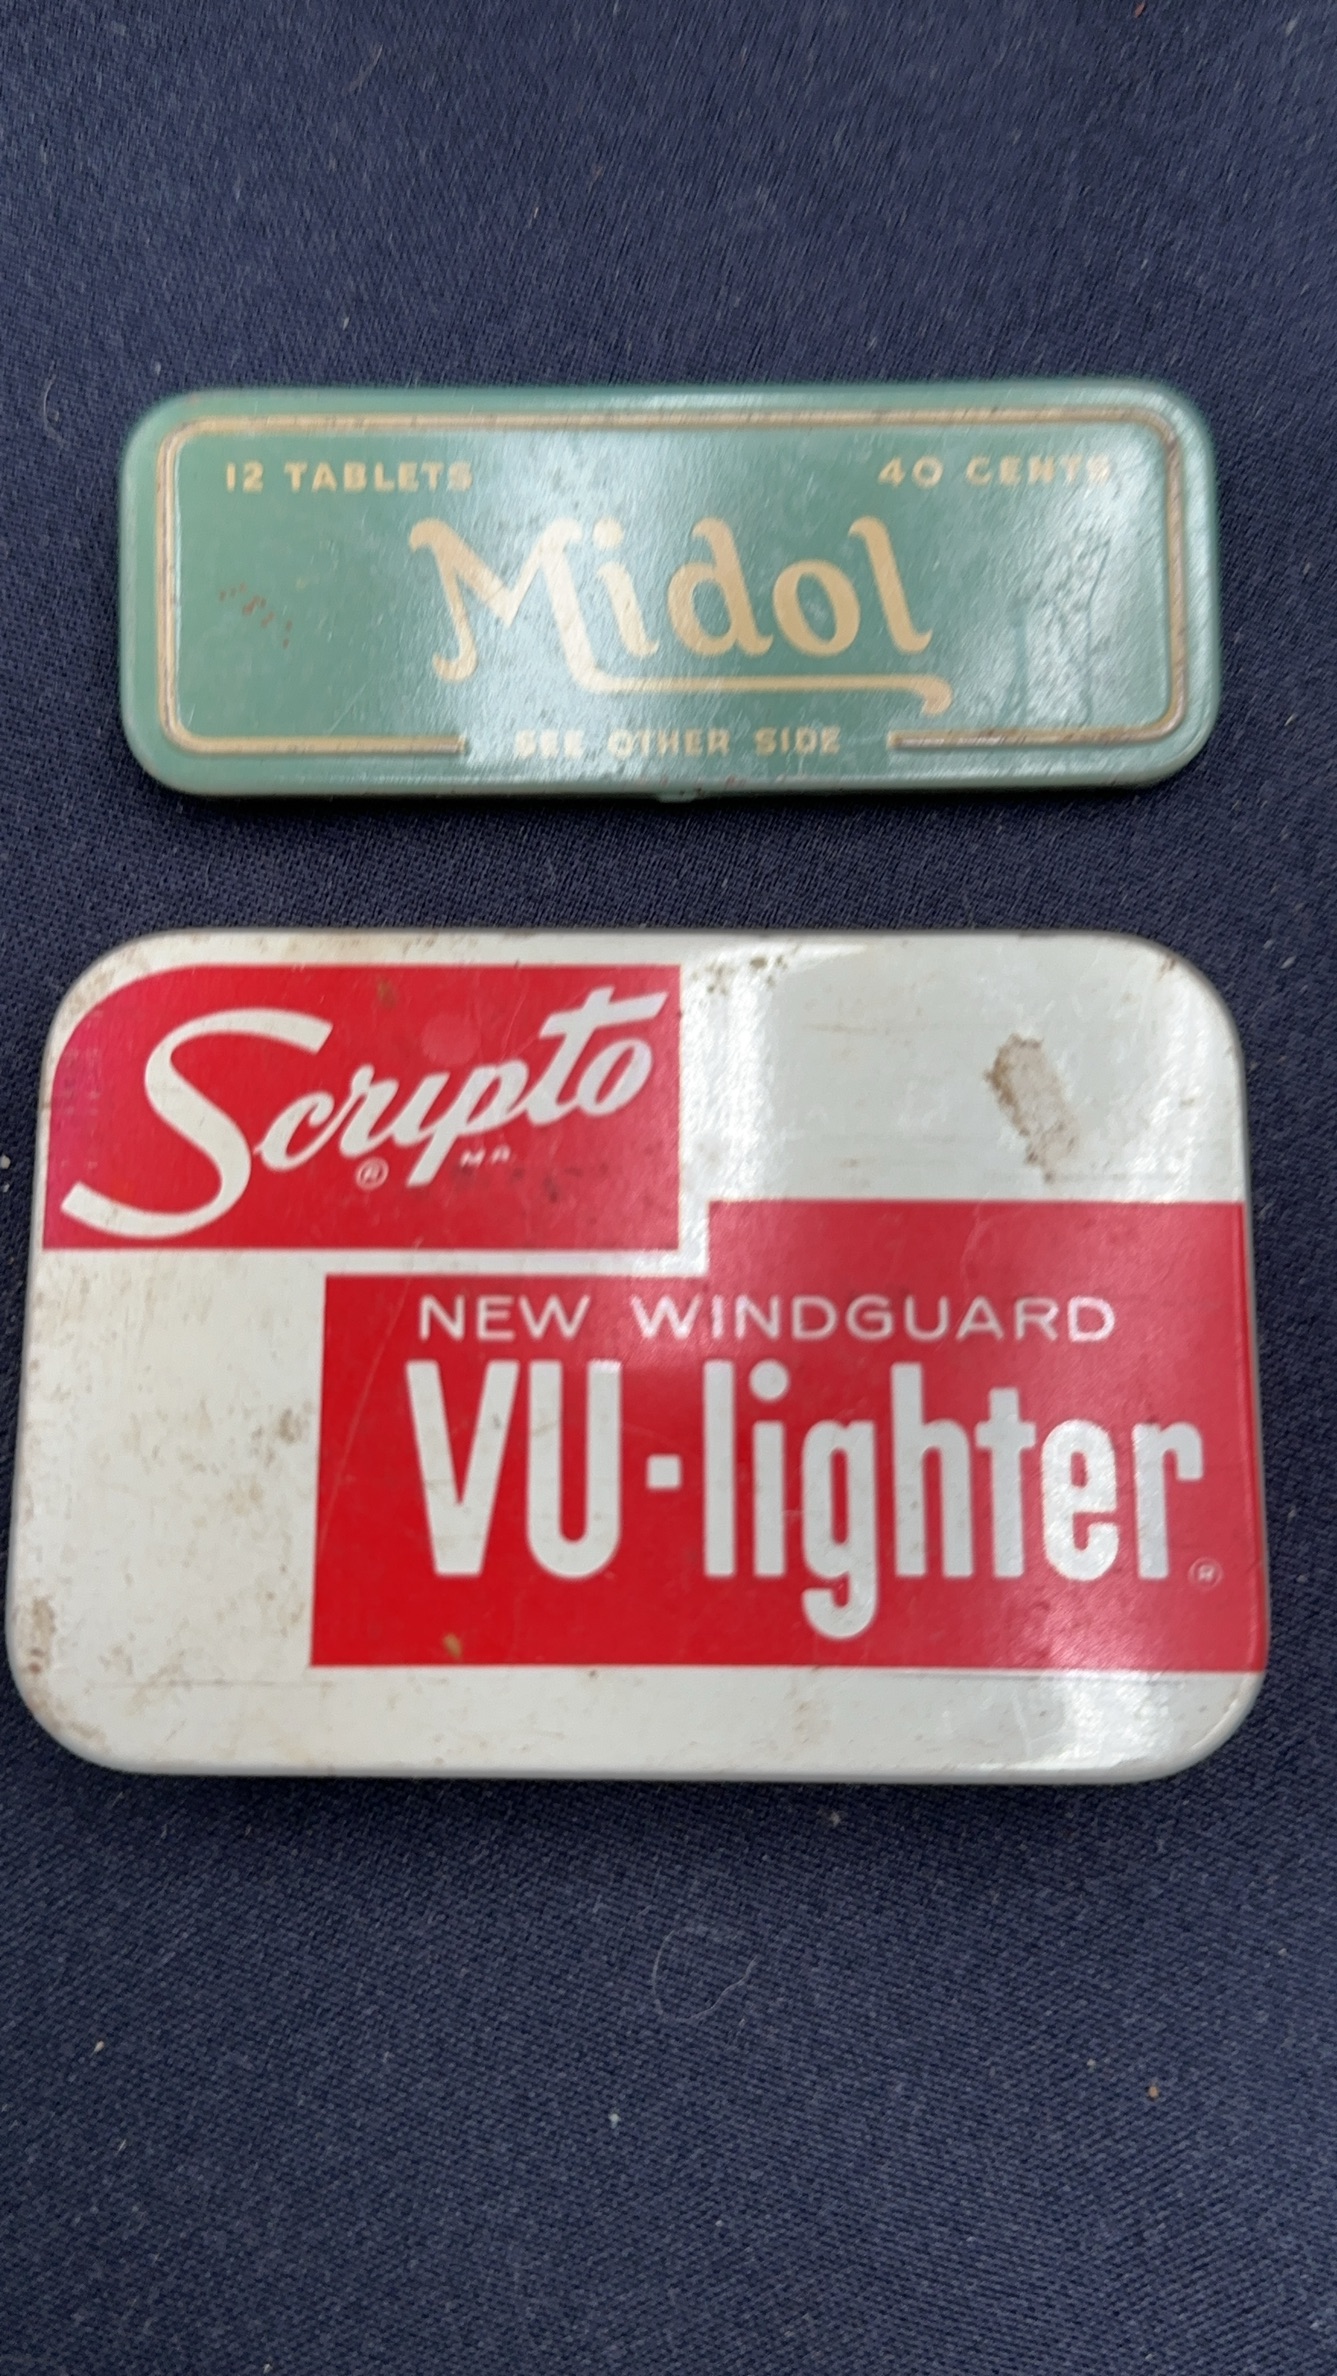 12 TABLETS 40 CENTS
Midol
SEE OTHER SIDE
Scripto
®
NEW WINDGUARD
VU-lighter®